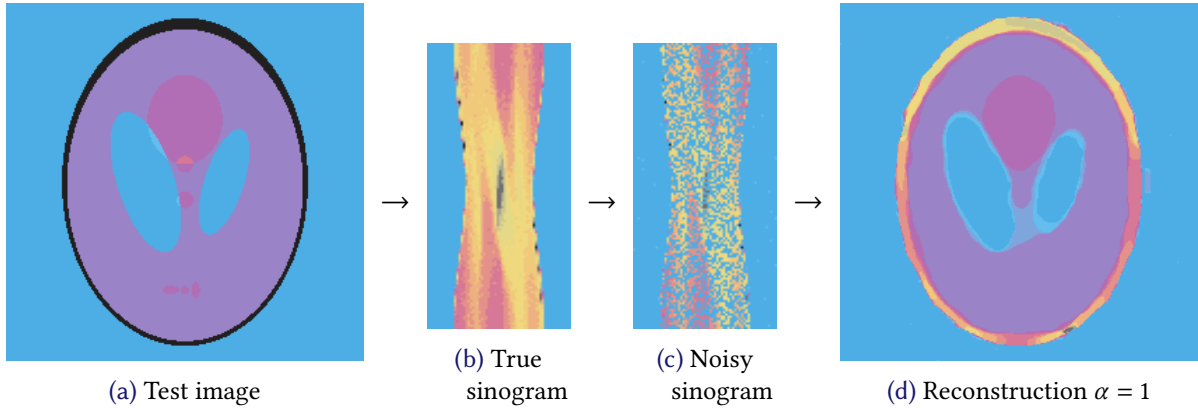 → → →
(a) Test image
(b) True
sinogram
(c) Noisy
sinogram
(d) Reconstruction α = 1